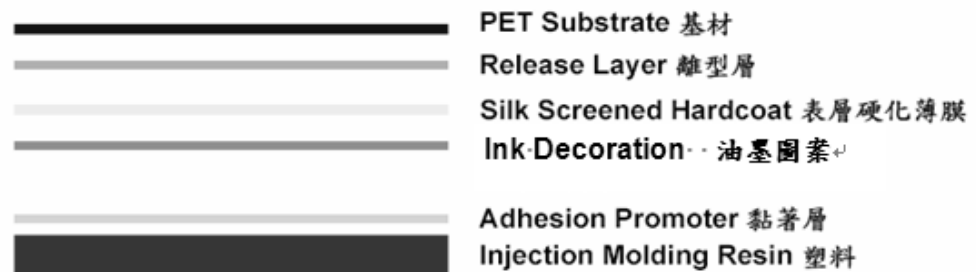 PET Substrate 基材
Release Layer 離型層
Silk Screened Hardcoat 表層硬化薄膜
Ink Decoration 油墨圖案
Adhesion Promoter 黏著層
Injection Molding Resin 塑料